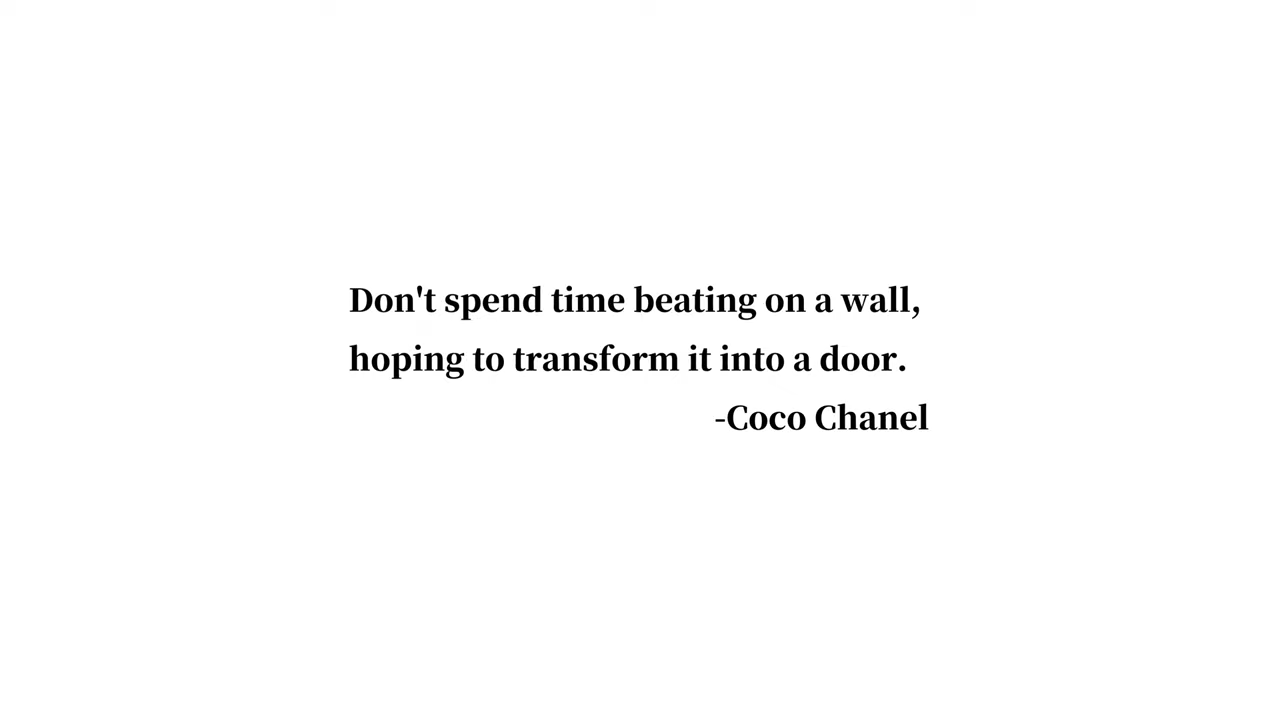 Don't spend time beating on a wall,
hoping to transform it into a door.
-Coco Chanel